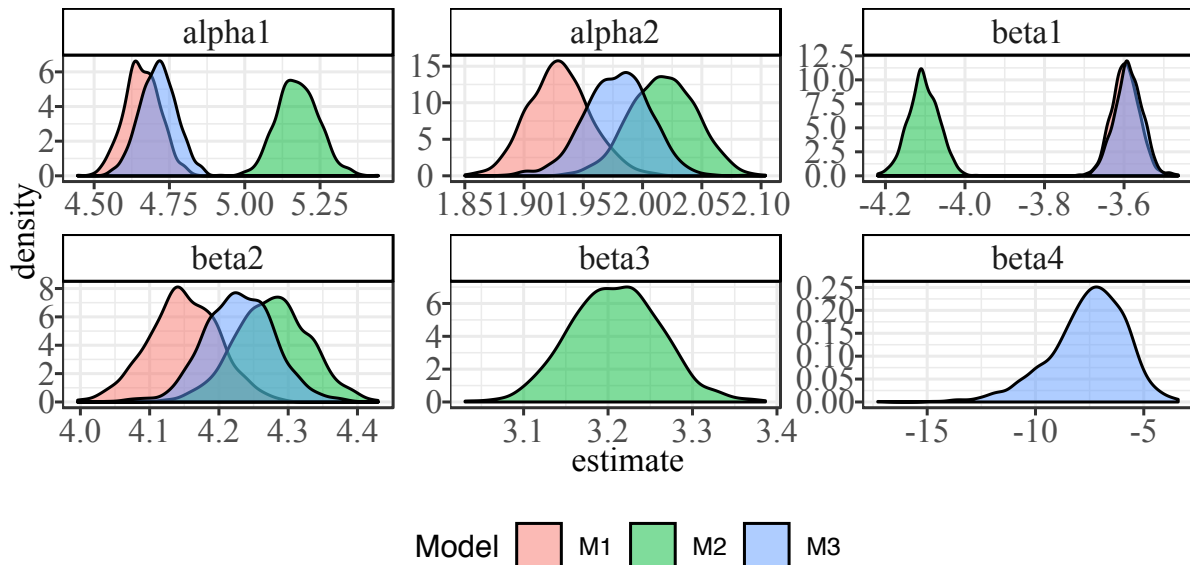 alpha1 alpha2 beta1
6
4
2
0
4.50 4.75 5.00 5.25
15
10
5
0
1.85 1.90 1.95 2.00 2.05 2.10
12.5
10.0
7.5
5.0
2.5
0.0
-4.2 -4.0 -3.8 -3.6
density
beta2 beta3 beta4
8
6
4
2
0
4.0 4.1 4.2 4.3 4.4
6
4
2
0
3.1 3.2 3.3 3.4
0.25
0.20
0.15
0.10
0.05
0.00
-15 -10 -5
estimate
Model M1 M2 M3